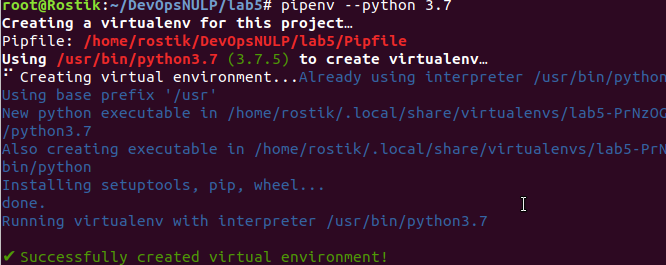 root@Rostik:~/DevOpsNULP/lab5# pipenv --python 3.7
Creating a virtualenv for this project…
Pipfile: /home/rostik/DevOpsNULP/lab5/Pipfile
Using /usr/bin/python3.7 (3.7.5) to create virtualenv…
⠋ Creating virtual environment...Already using interpreter /usr/bin/python
Using base prefix '/usr'
New python executable in /home/rostik/.local/share/virtualenvs/lab5-PrNzOG
/python3.7
Also creating executable in /home/rostik/.local/share/virtualenvs/lab5-PrN
bin/python
Installing setuptools, pip, wheel...
done.
Running virtualenv with interpreter /usr/bin/python3.7
✔ Successfully created virtual environment!